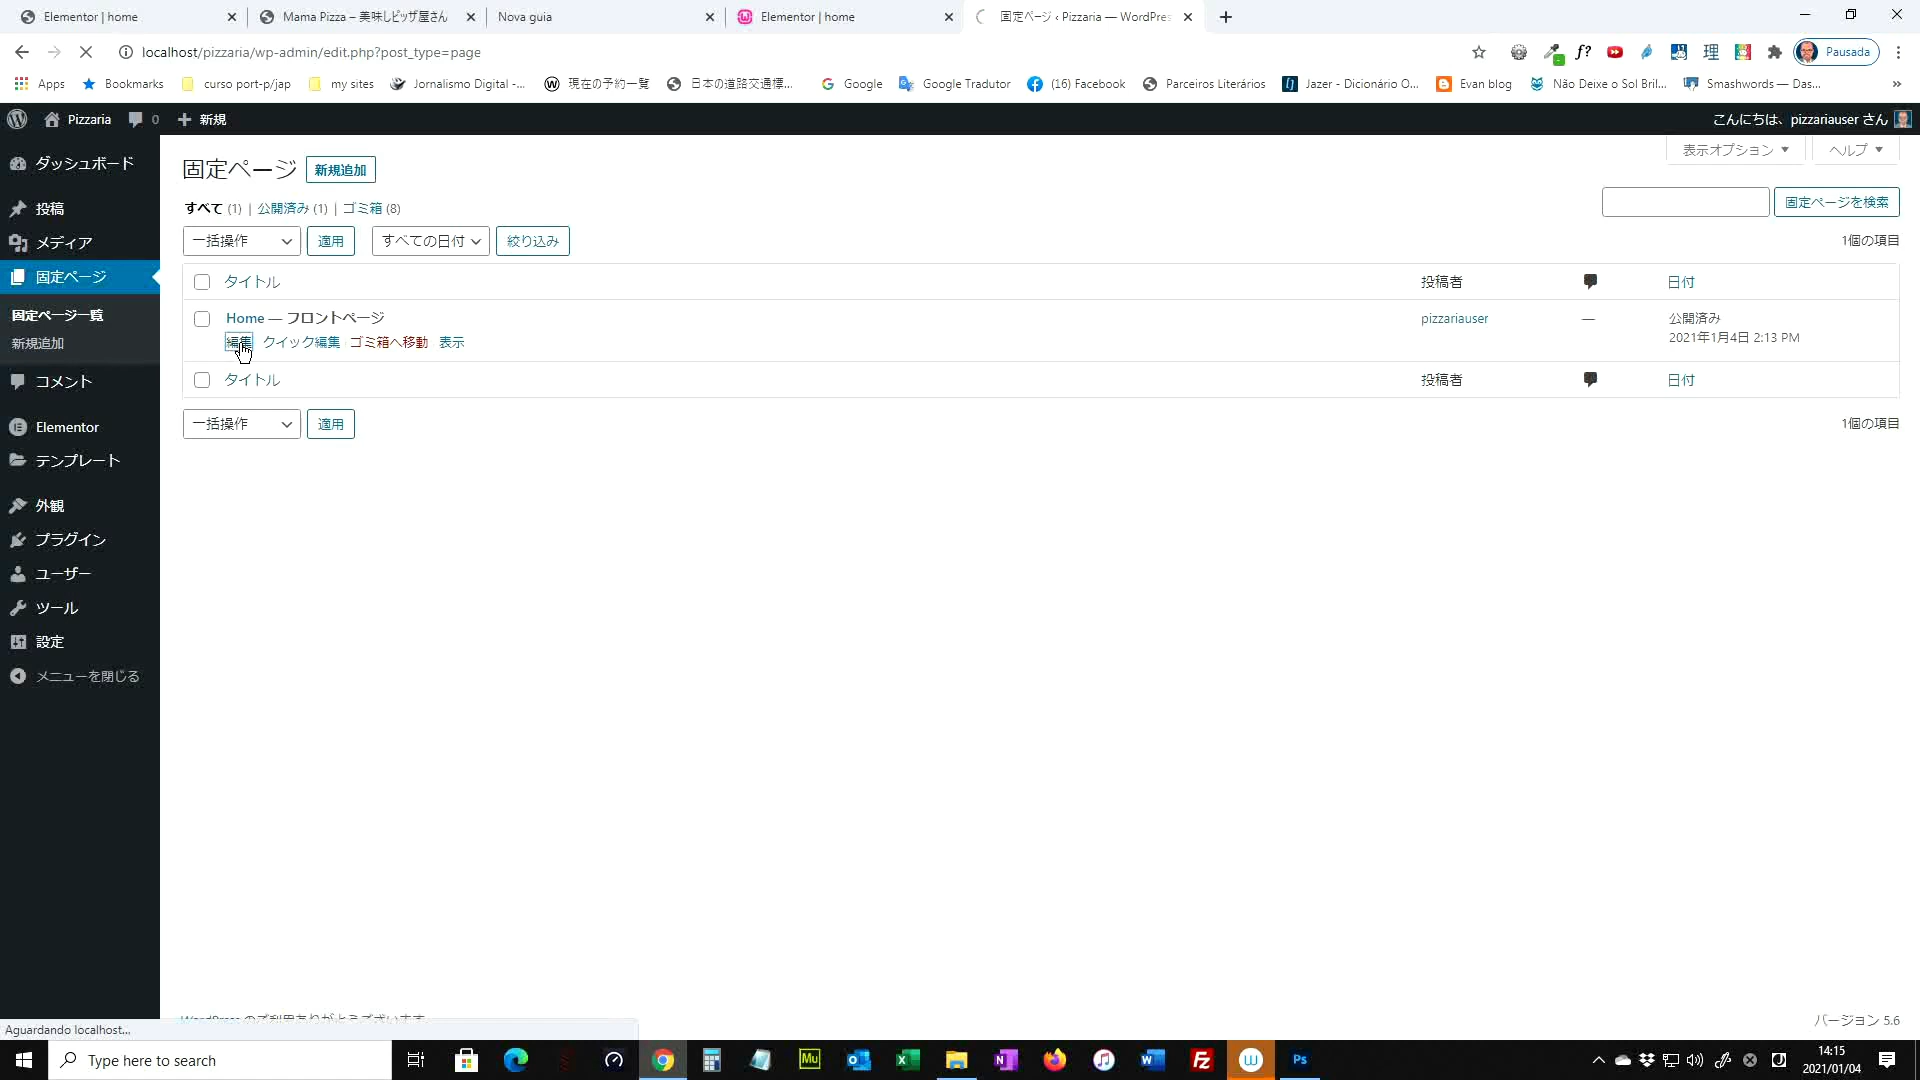 Elementor | home
Mama Pizza – 美味しピッザ屋さん
Nova guia
Elementor | home
固定ページ ‹ Pizzaria — WordPres
localhost/pizzaria/wp-admin/edit.php?post_type=page
Pausada
Apps
Bookmarks
curso port-p/jap
my sites
Jornalismo Digital -...
現在の予約一覧
日本の道路交通標...
Google
Google Tradutor
(16) Facebook
Parceiros Literários
Jazer - Dicionário O...
Evan blog
Não Deixe o Sol Bril...
Smashwords — Das...
»
Pizzaria
0
新規
こんにちは、pizzariauser さん
ダッシュボード
投稿
メディア
固定ページ
固定ページ一覧
新規追加
コメント
Elementor
テンプレート
外観
プラグイン
ユーザー
ツール
設定
メニューを閉じる
表示オプション ▼
ヘルプ ▼
固定ページ 新規追加
すべて (1) | 公開済み (1) | ゴミ箱 (8)
固定ページを検索
一括操作 適用 すべての日付 絞り込み
1個の項目
タイトル 投稿者 日付
Home — フロントページ pizzariauser — 公開済み
2021年1月4日 2:13 PM
編集 クイック編集 ゴミ箱へ移動 表示
タイトル 投稿者 日付
一括操作 適用
1個の項目
バージョン 5.6
Aguardando localhost...
Type here to search
Mu
W
Fz
Ps
14:15
2021/01/04